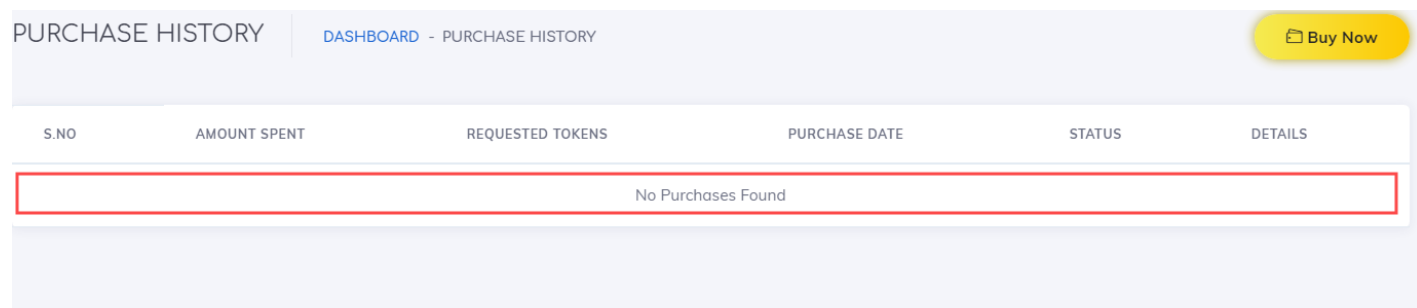 PURCHASE HISTORY DASHBOARD - PURCHASE HISTORY Buy Now
S.NO AMOUNT SPENT REQUESTED TOKENS PURCHASE DATE STATUS DETAILS
No Purchases Found